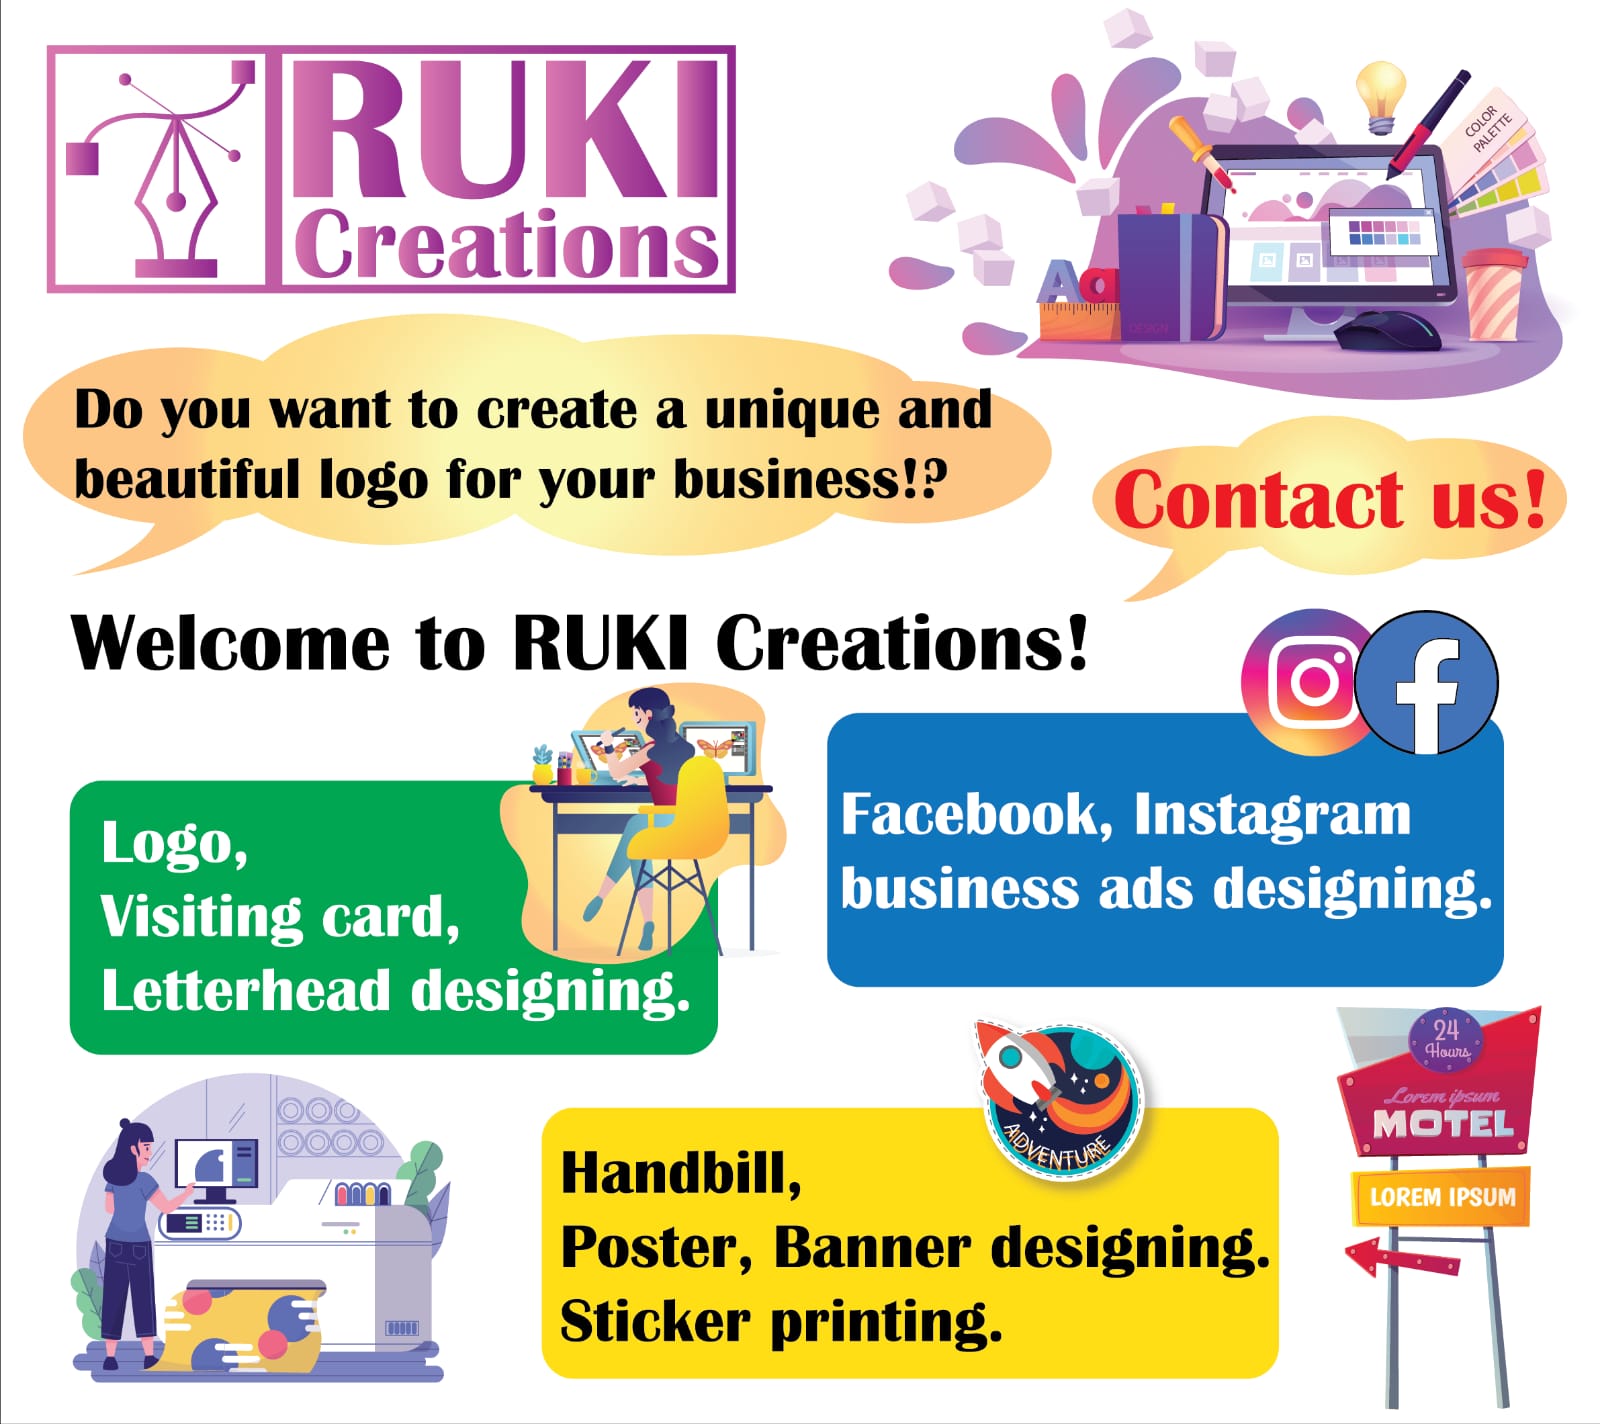 RUKI
Creations
COLOR
PALETTE
Aa
DESIGN
Do you want to create a unique and
beautiful logo for your business!?
Contact us!
Welcome to RUKI Creations!
Logo,
Visiting card,
Letterhead designing.
Facebook, Instagram
business ads designing.
24
Hours
Lorem ipsum
MOTEL
LOREM IPSUM
ADVENTURE
Handbill,
Poster, Banner designing.
Sticker printing.